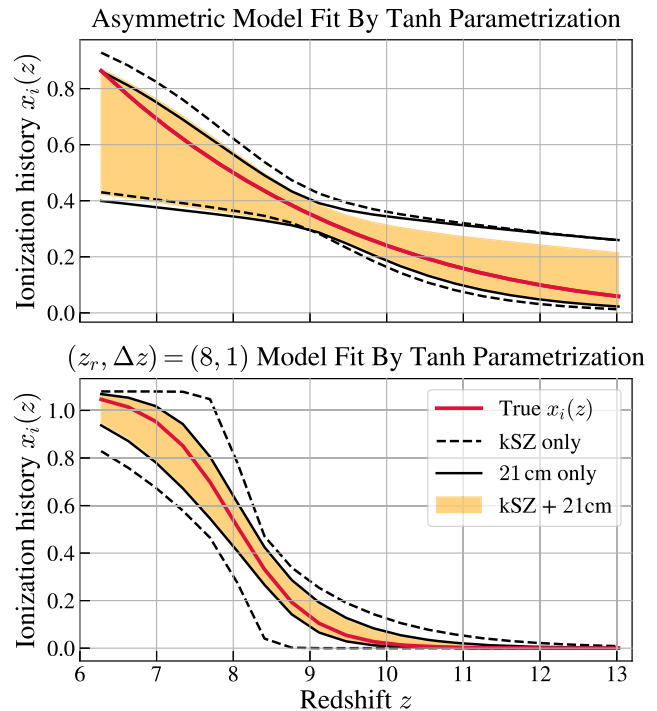 Asymmetric Model Fit By Tanh Parametrization
Ionization history x_i(z)
0.8
0.6
0.4
0.2
0.0
(z_r, Δz) = (8, 1) Model Fit By Tanh Parametrization
Ionization history x_i(z)
1.0
0.8
0.6
0.4
0.2
0.0
True x_i(z)
kSZ only
21 cm only
kSZ + 21cm
6 7 8 9 10 11 12 13
Redshift z